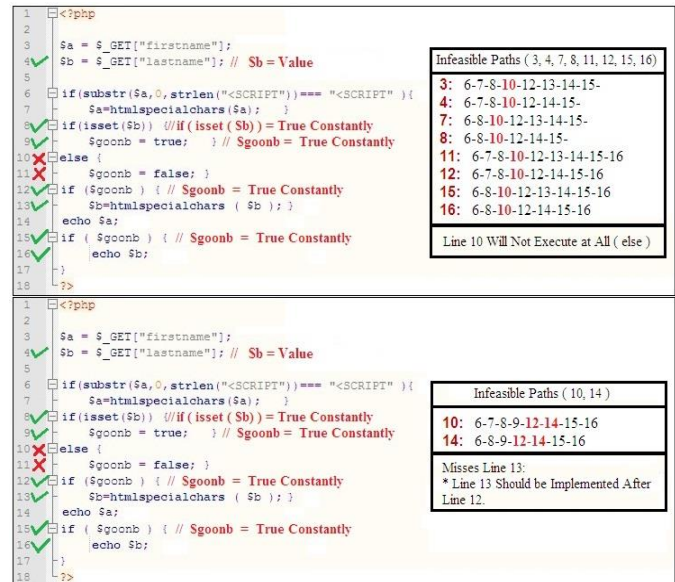 1 <?php
2
3 $a = $_GET["firstname"];
4 $b = $_GET["lastname"]; // $b = Value
5
6 if(substr($a,0,strlen("<SCRIPT"))=== "<SCRIPT" ){
7 $a=htmlspecialchars($a); }
8 if(isset($b)) {//if ( isset ( $b) ) = True Constantly
9 $goonb = true; } // $goonb = True Constantly
10 else {
11 $goonb = false; }
12 if ($goonb ) { // $goonb = True Constantly
13 $b=htmlspecialchars ( $b ); }
14 echo $a;
15 if ( $goonb ) { // $goonb = True Constantly
16 echo $b;
17 }
18 ?>
Infeasible Paths ( 3, 4, 7, 8, 11, 12, 15, 16)
3: 6-7-8-10-12-13-14-15-
4: 6-7-8-10-12-14-15-
7: 6-8-10-12-13-14-15-
8: 6-8-10-12-14-15-
11: 6-7-8-10-12-13-14-15-16
12: 6-7-8-10-12-14-15-16
15: 6-8-10-12-13-14-15-16
16: 6-8-10-12-14-15-16
Line 10 Will Not Execute at All ( else )
1 <?php
2
3 $a = $_GET["firstname"];
4 $b = $_GET["lastname"]; // $b = Value
5
6 if(substr($a,0,strlen("<SCRIPT"))=== "<SCRIPT" ){
7 $a=htmlspecialchars($a); }
8 if(isset($b)) {//if ( isset ( $b) ) = True Constantly
9 $goonb = true; } // $goonb = True Constantly
10 else {
11 $goonb = false; }
12 if ($goonb ) { // $goonb = True Constantly
13 $b=htmlspecialchars ( $b ); }
14 echo $a;
15 if ( $goonb ) { // $goonb = True Constantly
16 echo $b;
17 }
18 ?>
Infeasible Paths ( 10, 14 )
10: 6-7-8-9-12-14-15-16
14: 6-8-9-12-14-15-16
Misses Line 13:
* Line 13 Should be Implemented After
Line 12.